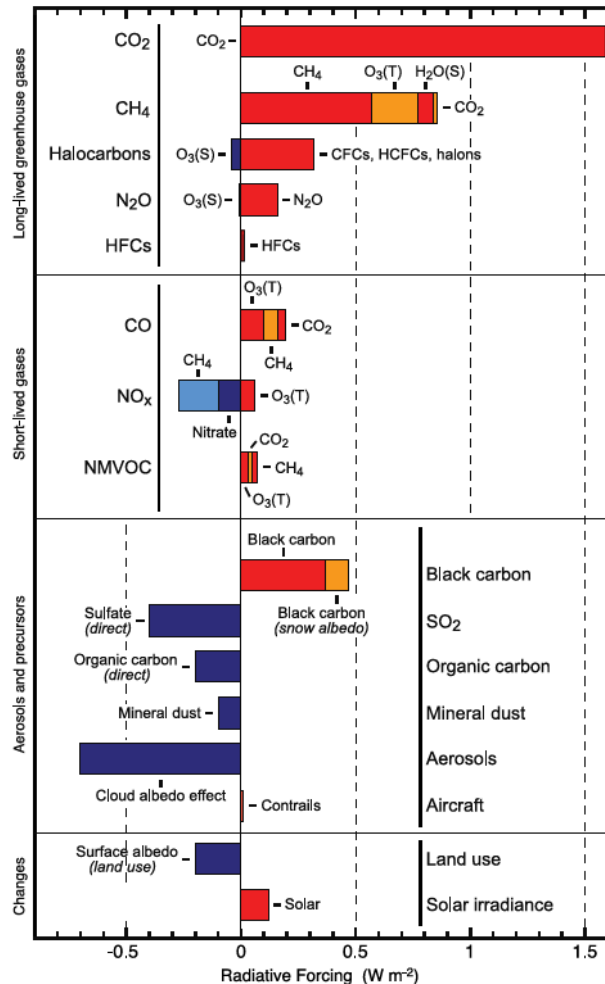 Long-lived greenhouse gases
CO₂
CO₂
CH₄
O₃(T)
H₂O(S)
CH₄
CO₂
Halocarbons
O₃(S)
CFCs, HCFCs, halons
N₂O
O₃(S)
N₂O
HFCs
HFCs
Short-lived gases
O₃(T)
CO
CO₂
CH₄
CH₄
NOₓ
O₃(T)
Nitrate
CO₂
NMVOC
CH₄
O₃(T)
Aerosols and precursors
Black carbon
Black carbon
Black carbon
(snow albedo)
Sulfate
(direct)
SO₂
Organic carbon
(direct)
Organic carbon
Mineral dust
Mineral dust
Aerosols
Cloud albedo effect
Contrails
Aircraft
Changes
Surface albedo
(land use)
Land use
Solar
Solar irradiance
-0.5 0 0.5 1 1.5
Radiative Forcing (W m⁻²)